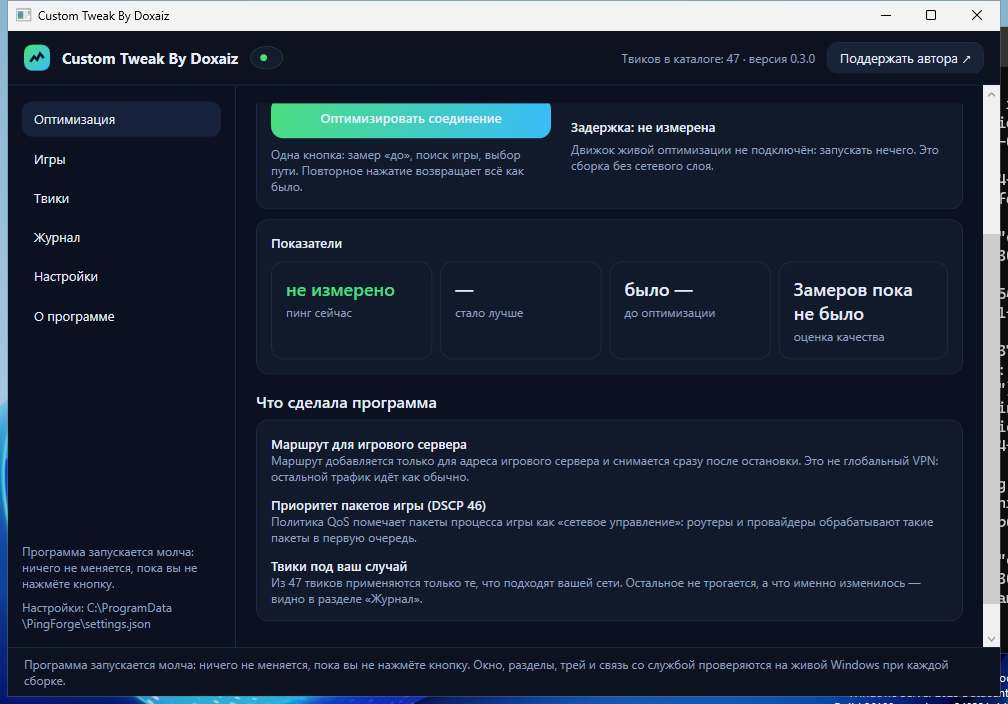 Custom Tweak By Doxaiz
Custom Tweak By Doxaiz
Твиков в каталоге: 47 · версия 0.3.0
Поддержать автора ↗
Оптимизация
Игры
Твики
Журнал
Настройки
О программе
Программа запускается молча:
ничего не меняется, пока вы не
нажмёте кнопку.
Настройки: C:\ProgramData
\PingForge\settings.json
Оптимизировать соединение
Одна кнопка: замер «до», поиск игры, выбор
пути. Повторное нажатие возвращает всё как
было.
Задержка: не измерена
Движок живой оптимизации не подключён: запускать нечего. Это
сборка без сетевого слоя.
Показатели
не измерено
пинг сейчас
—
стало лучше
было —
до оптимизации
Замеров пока
не было
оценка качества
Что сделала программа
Маршрут для игрового сервера
Маршрут добавляется только для адреса игрового сервера и снимается сразу после остановки. Это не глобальный VPN:
остальной трафик идёт как обычно.
Приоритет пакетов игры (DSCP 46)
Политика QoS помечает пакеты процесса игры как «сетевое управление»: роутеры и провайдеры обрабатывают такие
пакеты в первую очередь.
Твики под ваш случай
Из 47 твиков применяются только те, что подходят вашей сети. Остальное не трогается, а что именно изменилось —
видно в разделе «Журнал».
Программа запускается молча: ничего не меняется, пока вы не нажмёте кнопку. Окно, разделы, трей и связь со службой проверяются на живой Windows при каждой
сборке.